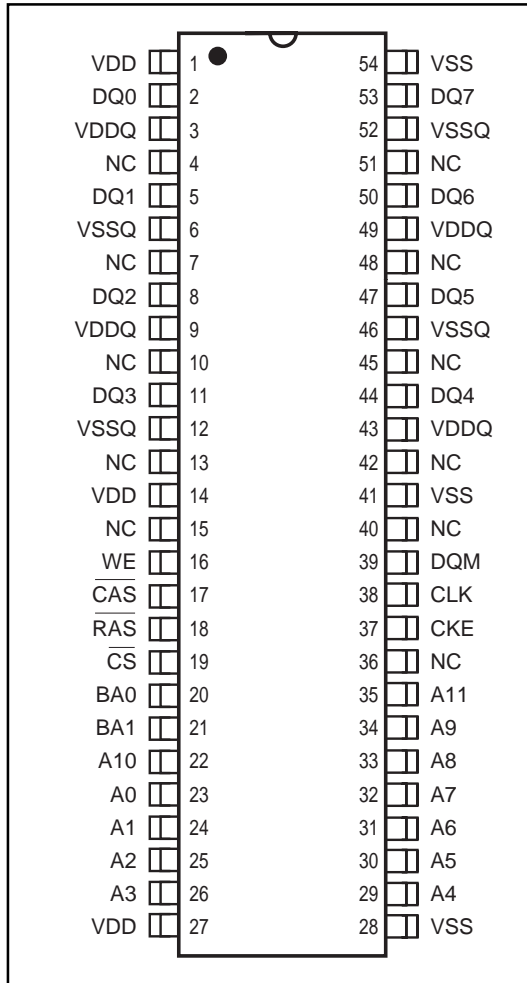 VDD 1 54 VSS
DQ0 2 53 DQ7
VDDQ 3 52 VSSQ
NC 4 51 NC
DQ1 5 50 DQ6
VSSQ 6 49 VDDQ
NC 7 48 NC
DQ2 8 47 DQ5
VDDQ 9 46 VSSQ
NC 10 45 NC
DQ3 11 44 DQ4
VSSQ 12 43 VDDQ
NC 13 42 NC
VDD 14 41 VSS
NC 15 40 NC
WE 16 39 DQM
C̅A̅S̅ 17 38 CLK
R̅A̅S̅ 18 37 CKE
C̅S̅ 19 36 NC
BA0 20 35 A11
BA1 21 34 A9
A10 22 33 A8
A0 23 32 A7
A1 24 31 A6
A2 25 30 A5
A3 26 29 A4
VDD 27 28 VSS